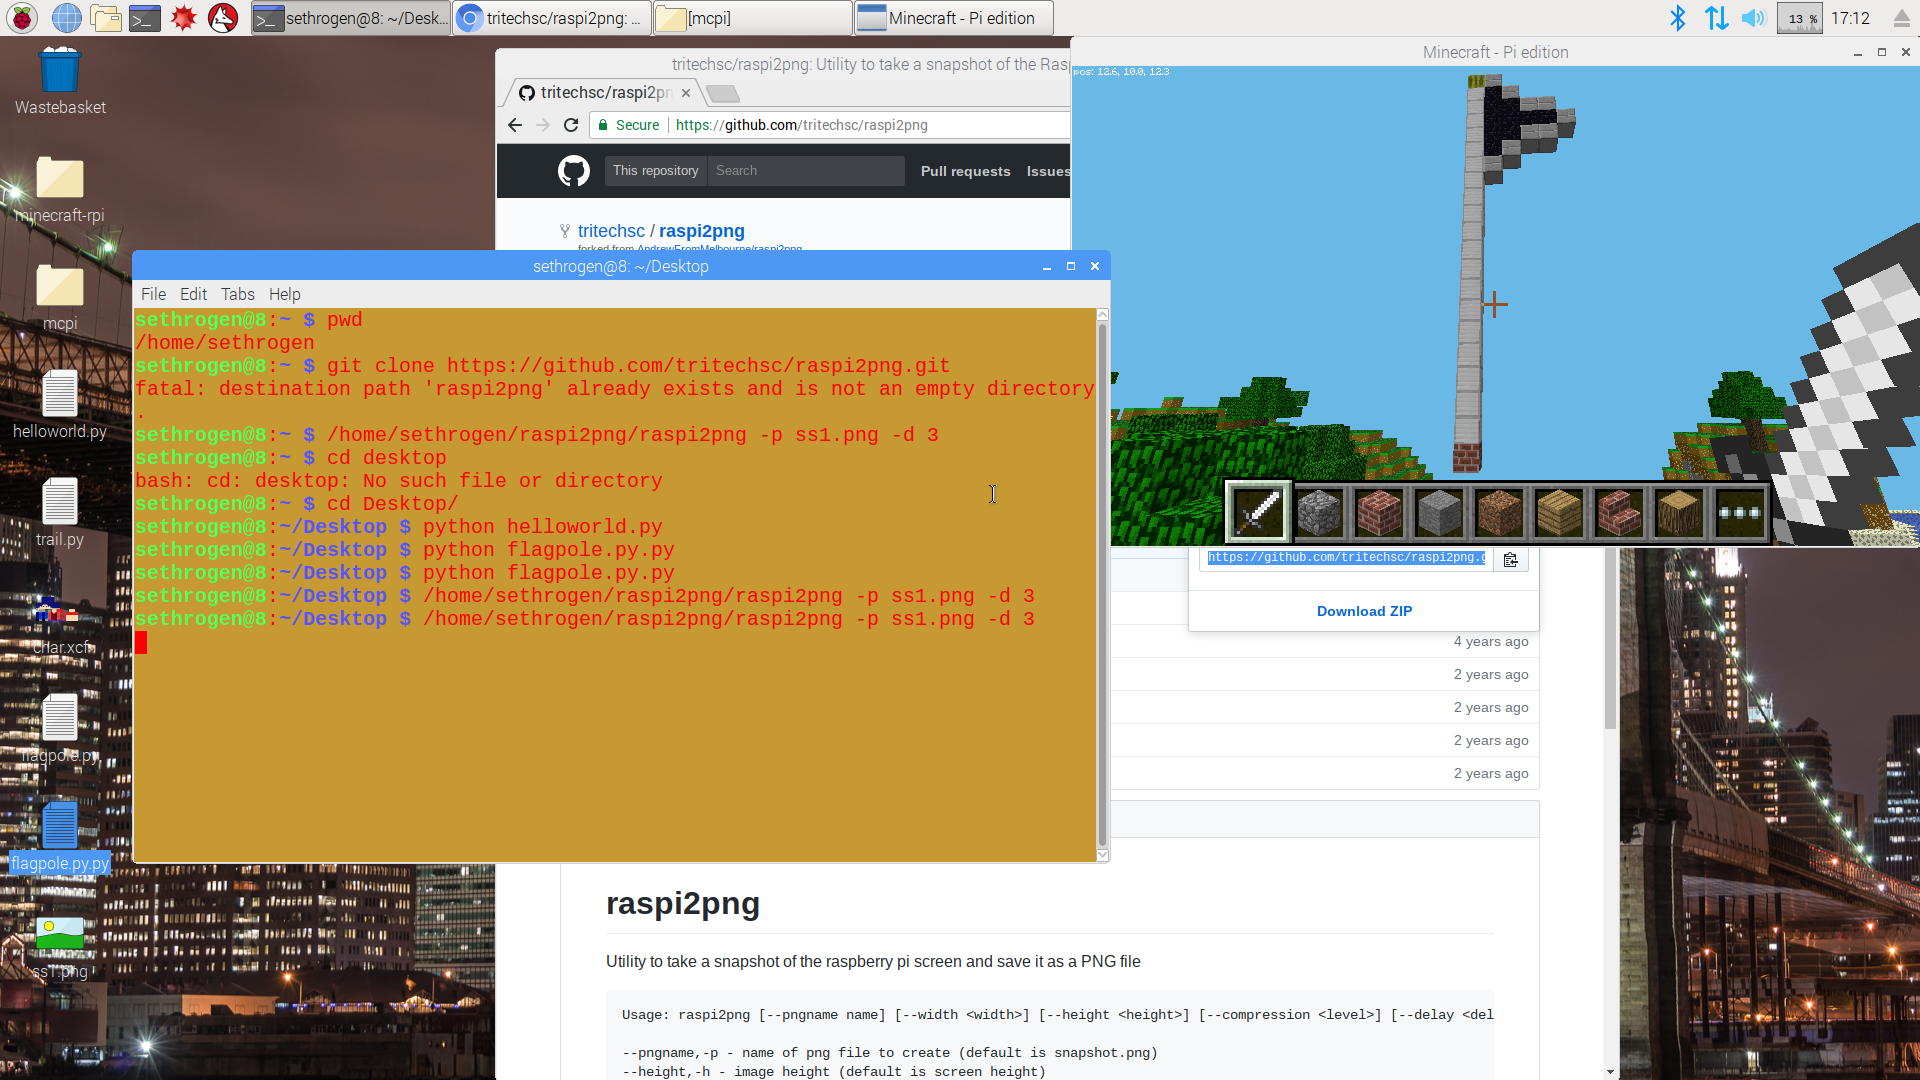 sethrogen@8: ~/Desk...
tritechsc/raspi2png: ...
[mcpi]
Minecraft - Pi edition
13 %
17:12
Wastebasket
minecraft-rpi
mcpi
helloworld.py
trail.py
char.xcf
flagpole.py
flagpole.py.py
ss1.png
tritechsc/raspi2png: Utility to take a snapshot of the Rasp
tritechsc/raspi2pn
Secure
https://github.com/tritechsc/raspi2png
This repository
Search
Pull requests
Issues
tritechsc / raspi2png
forked from AndrewFromMelbourne/raspi2png
Minecraft - Pi edition
pos: 12.6, 10.0, 12.3
sethrogen@8: ~/Desktop
File Edit Tabs Help
sethrogen@8:~ $ pwd
/home/sethrogen
sethrogen@8:~ $ git clone https://github.com/tritechsc/raspi2png.git
fatal: destination path 'raspi2png' already exists and is not an empty directory
.
sethrogen@8:~ $ /home/sethrogen/raspi2png/raspi2png -p ss1.png -d 3
sethrogen@8:~ $ cd desktop
bash: cd: desktop: No such file or directory
sethrogen@8:~ $ cd Desktop/
sethrogen@8:~/Desktop $ python helloworld.py
sethrogen@8:~/Desktop $ python flagpole.py.py
sethrogen@8:~/Desktop $ python flagpole.py.py
sethrogen@8:~/Desktop $ /home/sethrogen/raspi2png/raspi2png -p ss1.png -d 3
sethrogen@8:~/Desktop $ /home/sethrogen/raspi2png/raspi2png -p ss1.png -d 3
https://github.com/tritechsc/raspi2png.g
Download ZIP
4 years ago
2 years ago
2 years ago
2 years ago
2 years ago
raspi2png
Utility to take a snapshot of the raspberry pi screen and save it as a PNG file
Usage: raspi2png [--pngname name] [--width <width>] [--height <height>] [--compression <level>] [--delay <del
--pngname,-p - name of png file to create (default is snapshot.png)
--height,-h - image height (default is screen height)